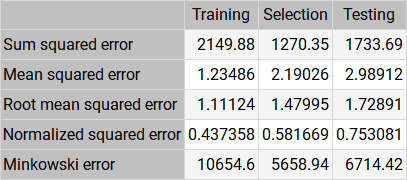 Training Selection Testing
Sum squared error 2149.88 1270.35 1733.69
Mean squared error 1.23486 2.19026 2.98912
Root mean squared error 1.11124 1.47995 1.72891
Normalized squared error 0.437358 0.581669 0.753081
Minkowski error 10654.6 5658.94 6714.42